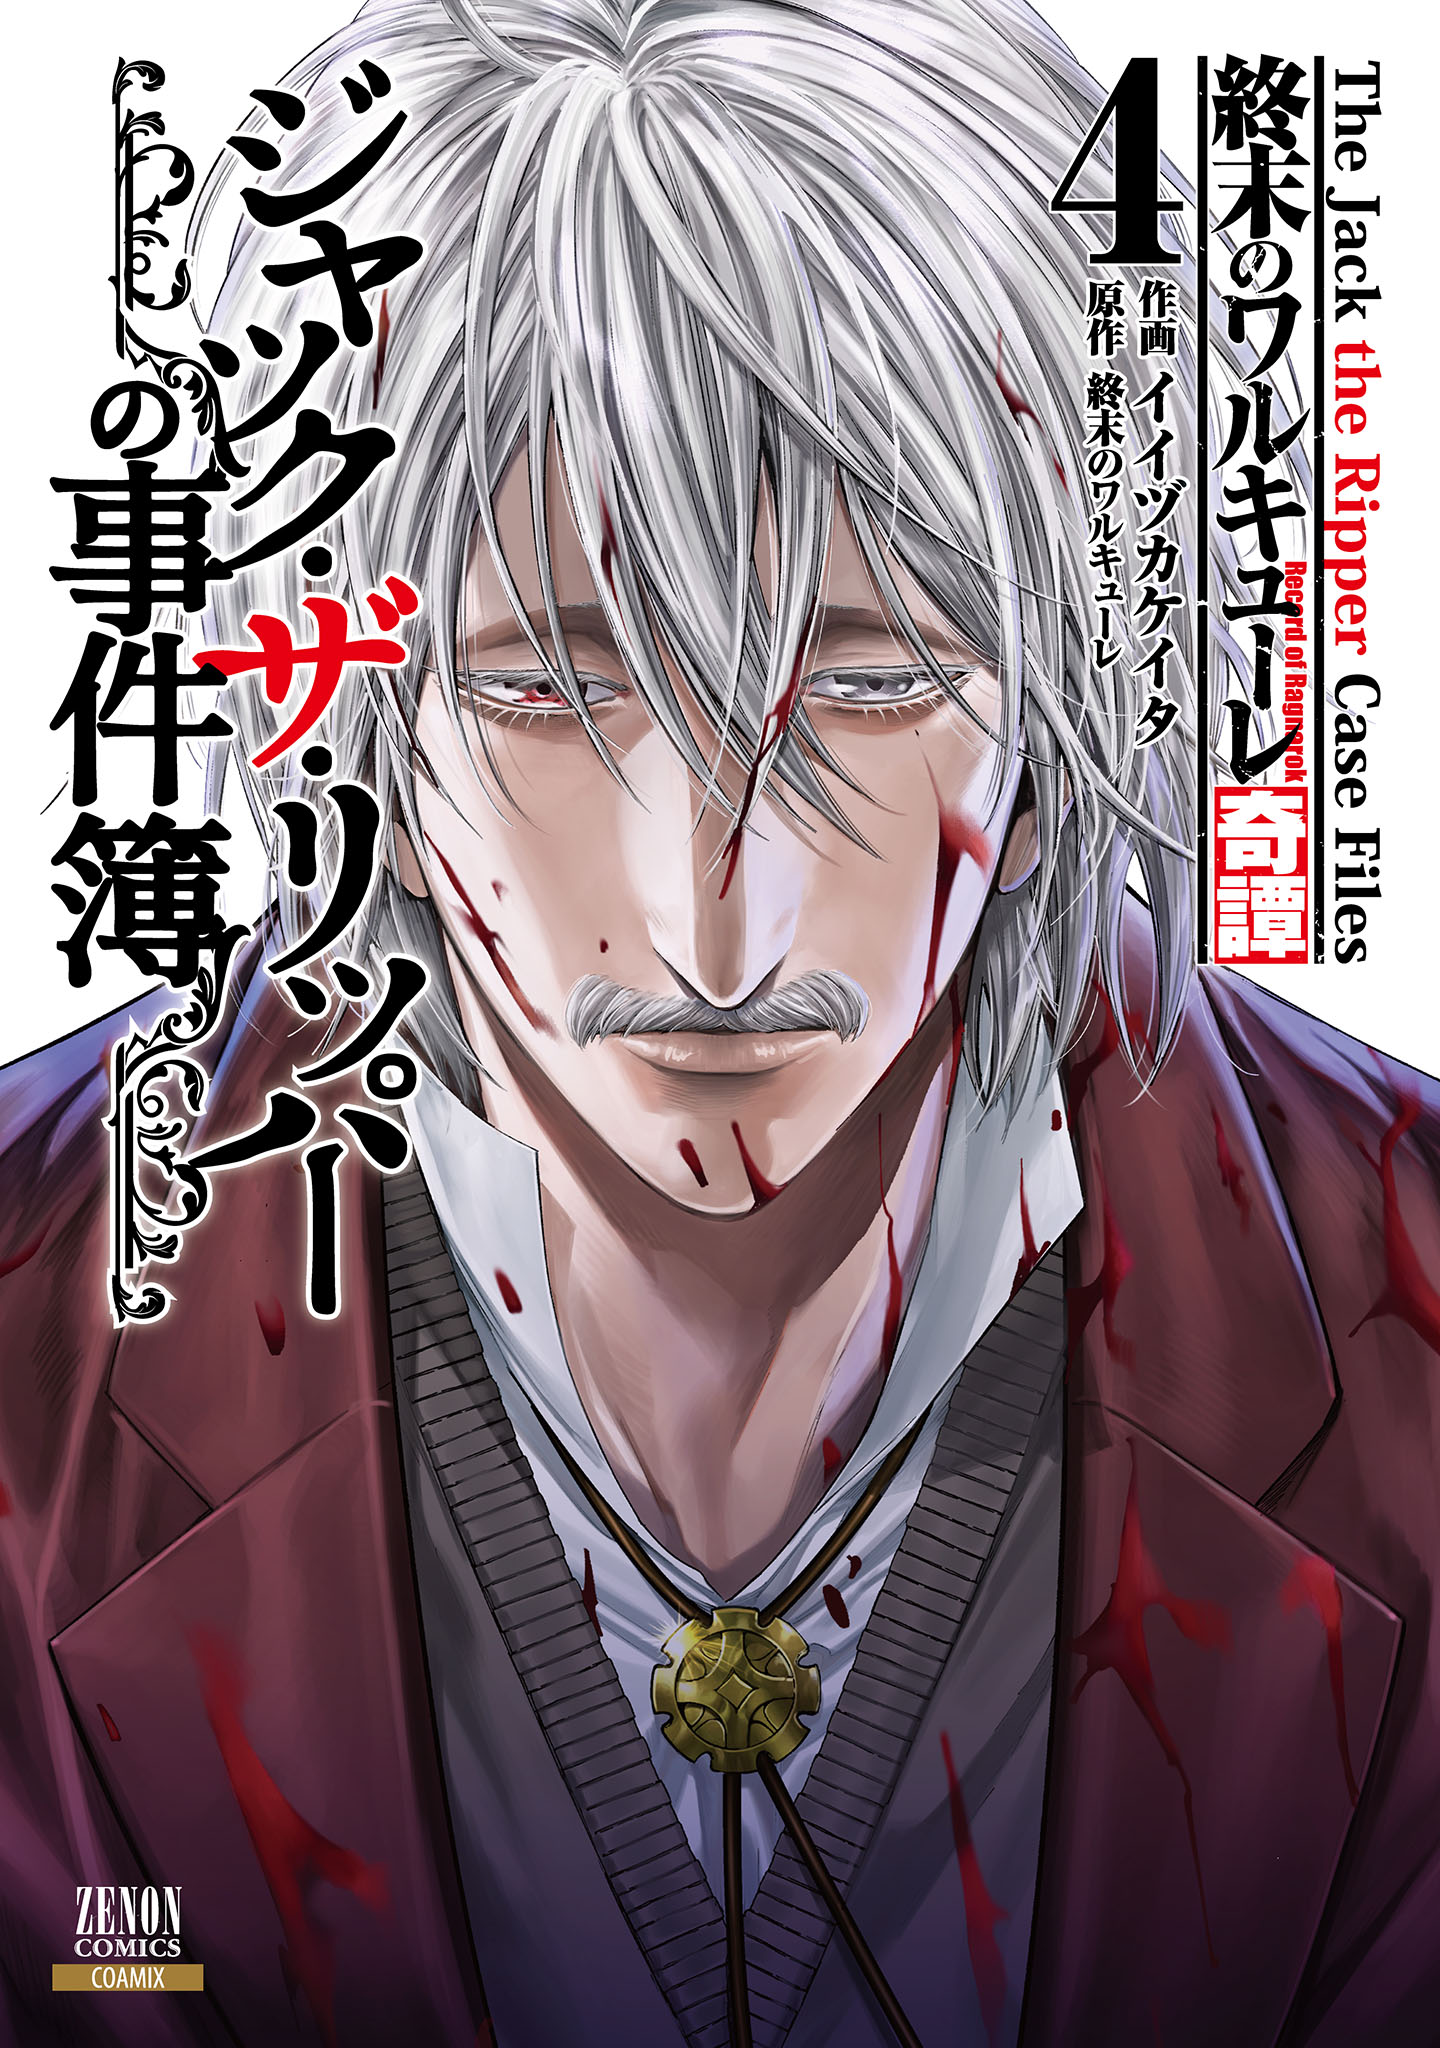 The Jack the Ripper Case Files
終末のワルキューレ奇譚
Record of Ragnarok
4
作画 イイヅカケイタ
原作 終末のワルキューレ
ジャック・ザ・リッパー
の事件簿
ZENON
COMICS
COAMIX